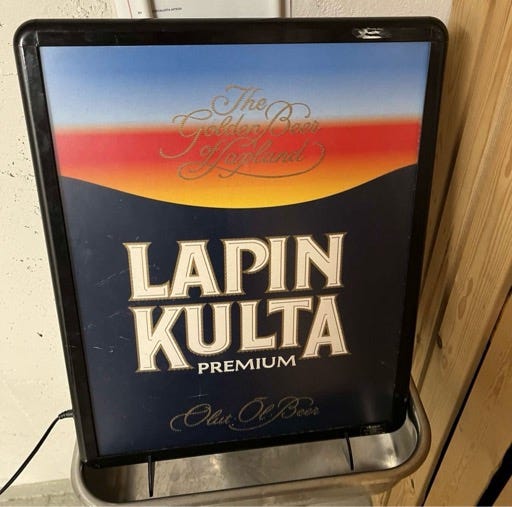 The
Golden Beer
of Lapland
LAPIN
KULTA
PREMIUM
Olut Öl Beer